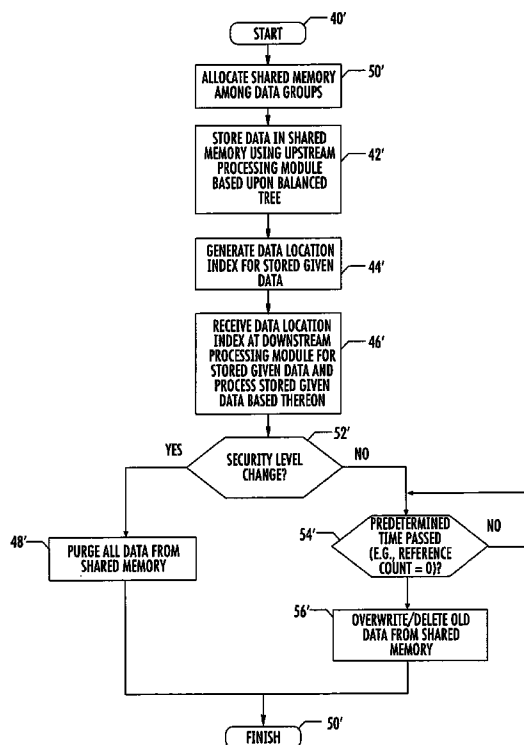 40'
START
50'
ALLOCATE SHARED MEMORY
AMONG DATA GROUPS
42'
STORE DATA IN SHARED
MEMORY USING UPSTREAM
PROCESSING MODULE
BASED UPON BALANCED
TREE
GENERATE DATA LOCATION
INDEX FOR STORED GIVEN
DATA
44'
RECEIVE DATA LOCATION
INDEX AT DOWNSTREAM
PROCESSING MODULE FOR
STORED GIVEN DATA AND
PROCESS STORED GIVEN
DATA BASED THEREON
46'
52'
YES
SECURITY LEVEL
CHANGE?
NO
48'
PURGE ALL DATA FROM
SHARED MEMORY
54'
PREDETERMINED
TIME PASSED
(E.G., REFERENCE
COUNT = 0)?
NO
56'
OVERWRITE/DELETE OLD
DATA FROM SHARED
MEMORY
50'
FINISH